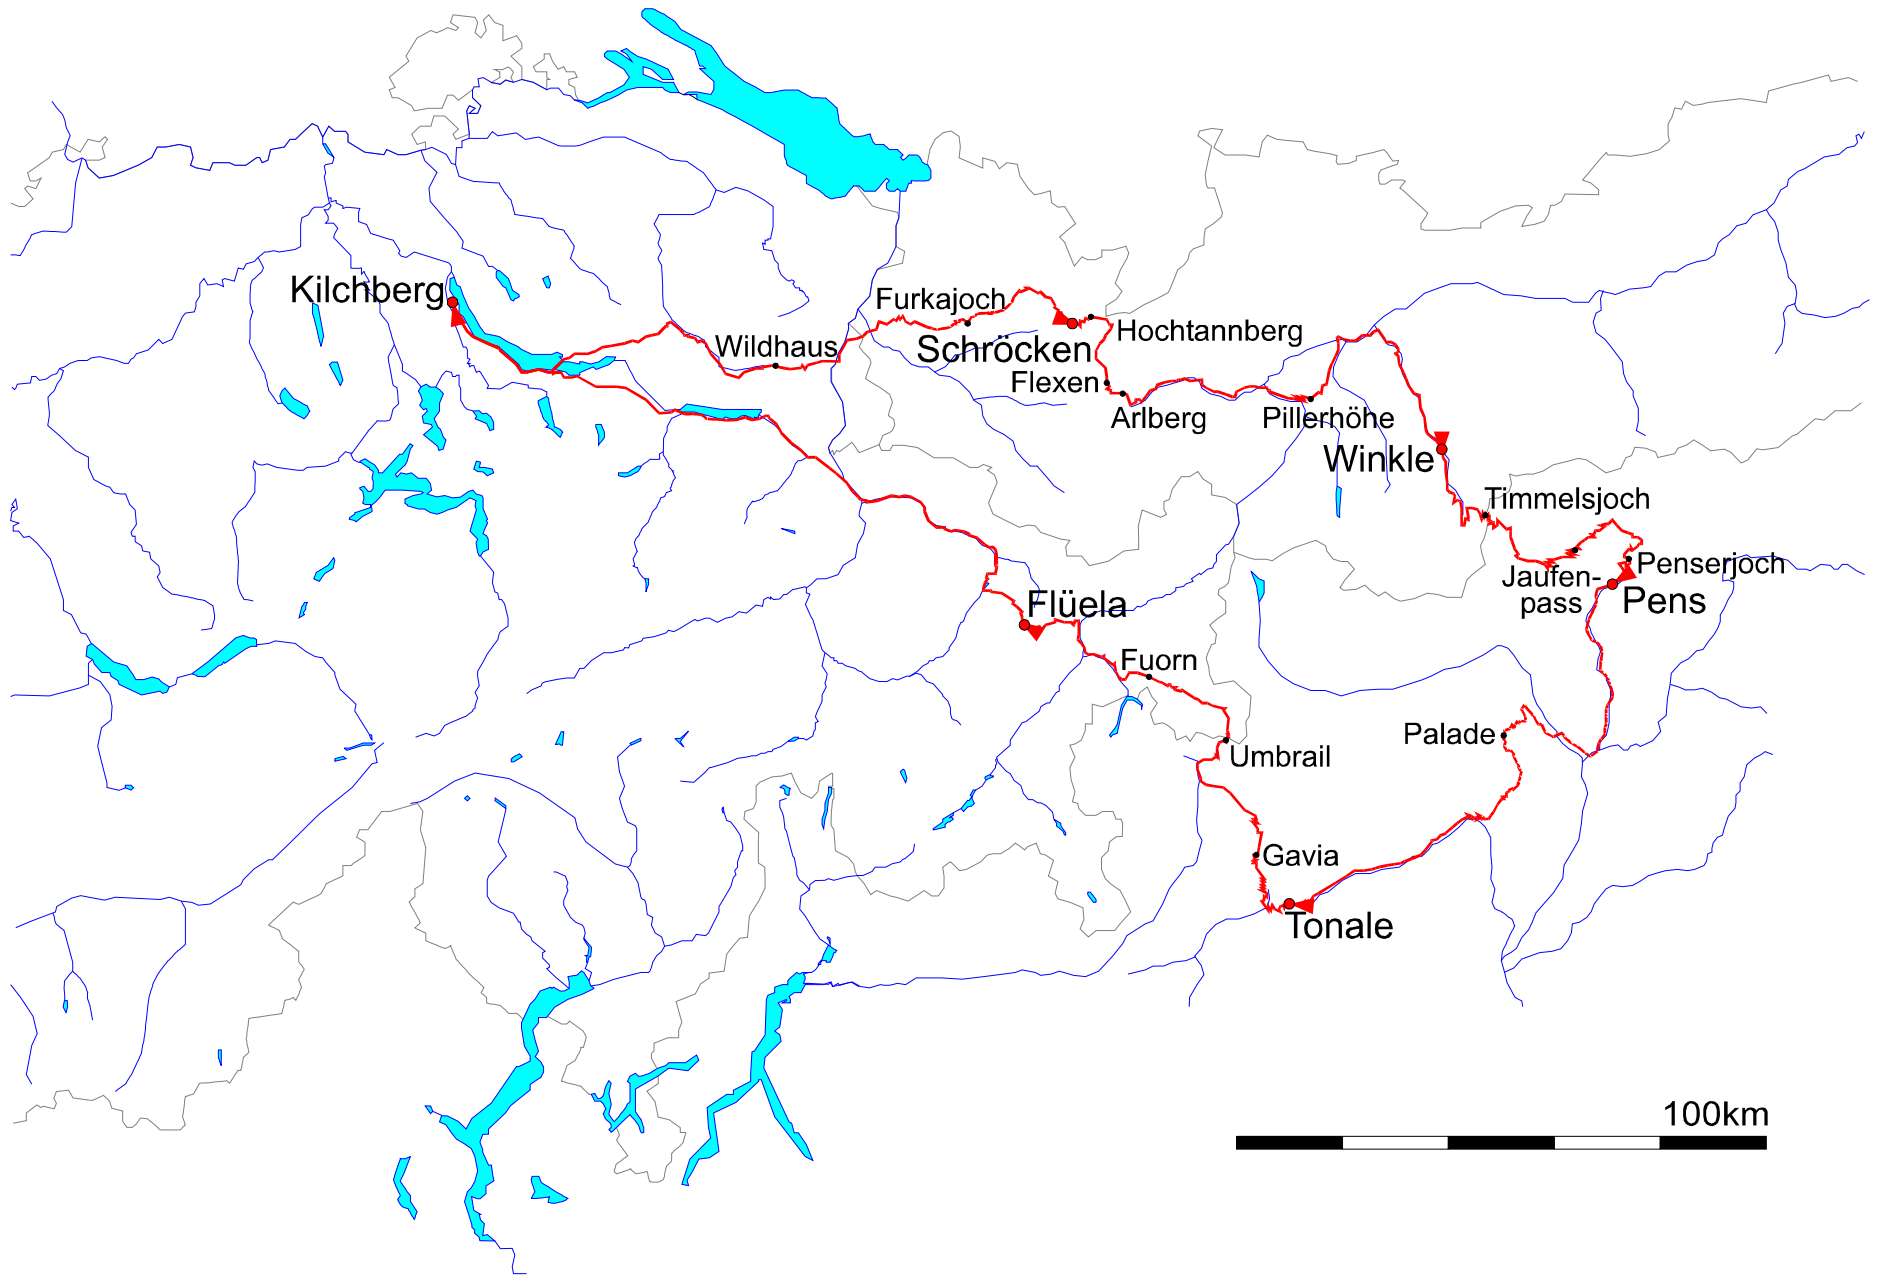 Kilchberg
Furkajoch
Wildhaus
Hochtannberg
Schröcken
Flexen
Arlberg
Pillerhöhe
Winkle
Timmelsjoch
Jaufen-
pass
Penserjoch
Pens
Flüela
Fuorn
Palade
Umbrail
Gavia
Tonale
100km